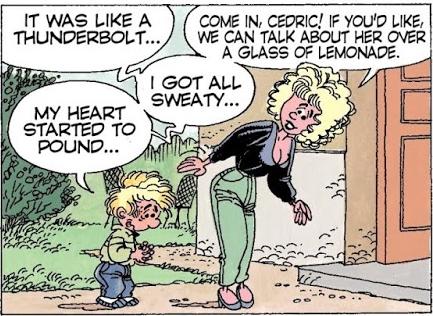 IT WAS LIKE A
THUNDERBOLT...
COME IN, CEDRIC! IF YOU'D LIKE,
WE CAN TALK ABOUT HER OVER
A GLASS OF LEMONADE.
I GOT ALL
SWEATY...
MY HEART
STARTED TO
POUND...